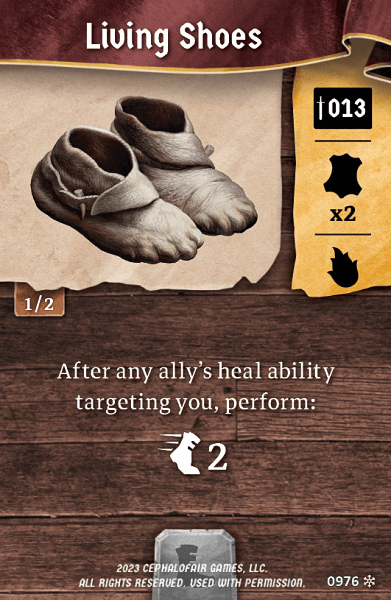 Living Shoes
013
x2
1/2
After any ally's heal ability
targeting you, perform:
2
2023 CEPHALOFAIR GAMES, LLC.
ALL RIGHTS RESERVED. USED WITH PERMISSION.
0976